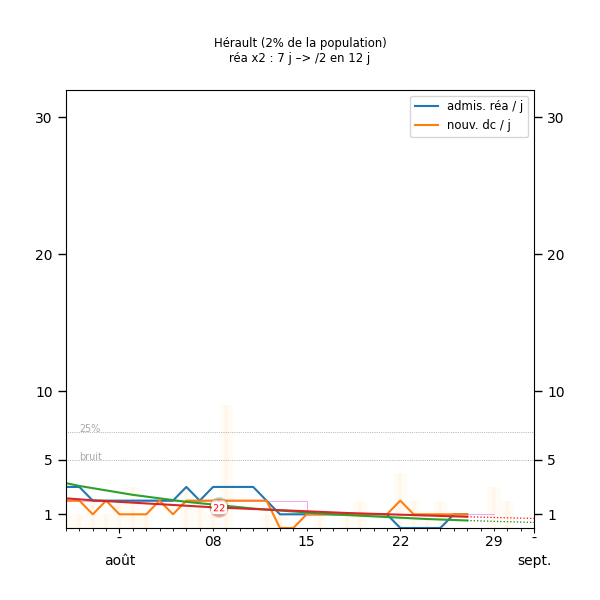 Hérault (2% de la population)
réa x2 : 7 j –> /2 en 12 j
admis. réa / j
nouv. dc / j
30
30
20
20
10
10
25%
5
bruit
5
22
1
1
-
08
15
22
29
-
août
sept.